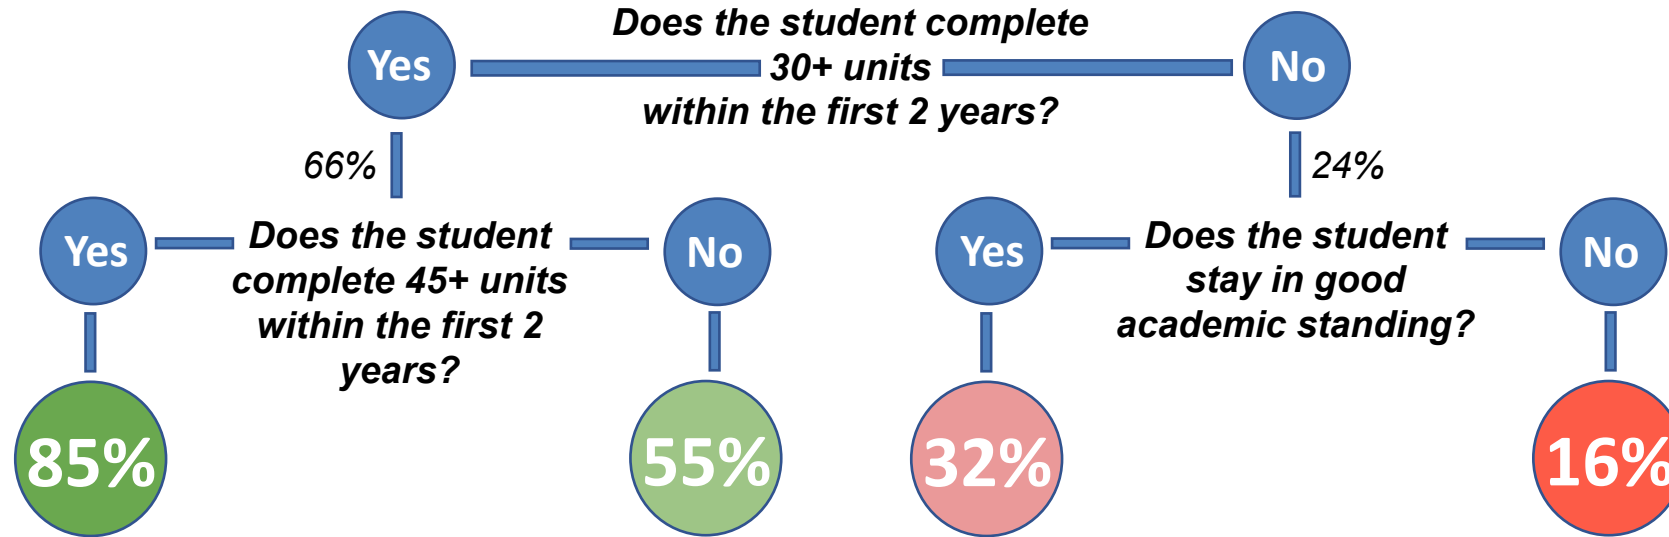 Does the student complete
Yes
30+ units
No
within the first 2 years?
66%
24%
Yes
Does the student
complete 45+ units
within the first 2
years?
No
Yes
Does the student
stay in good
academic standing?
No
85%
55%
32%
16%